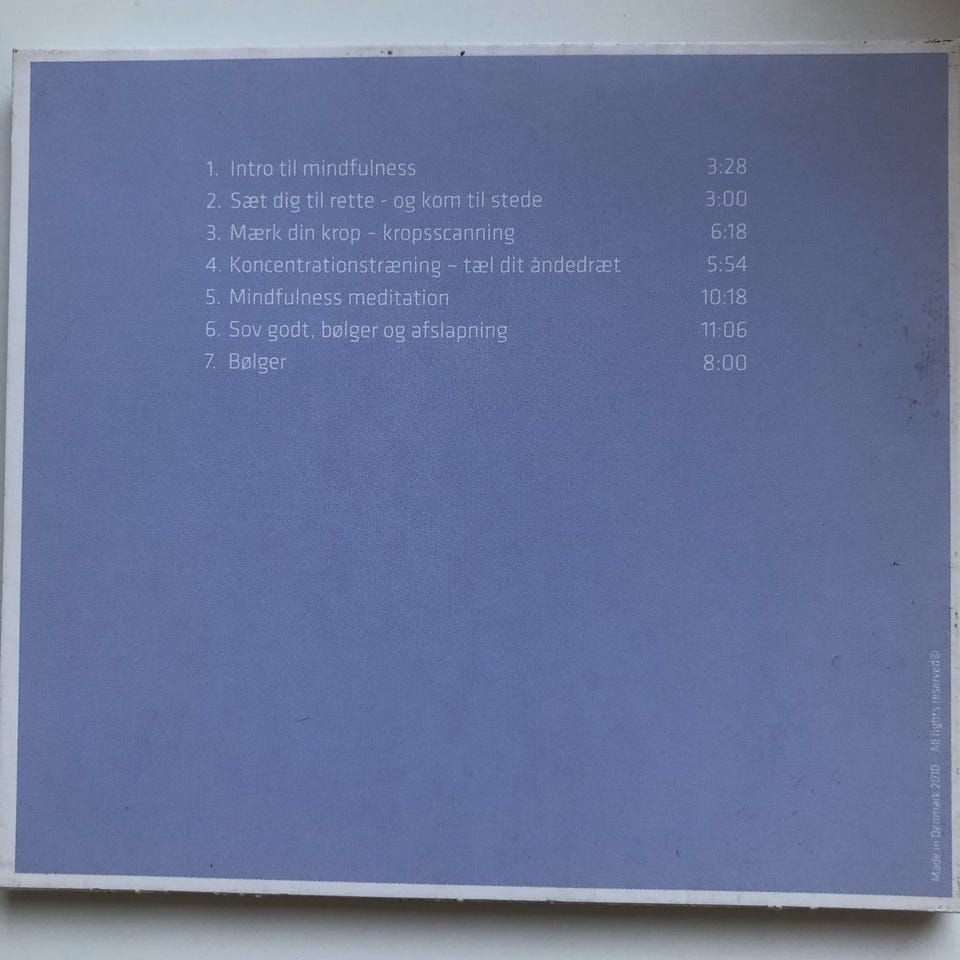 1. Intro til mindfulness 3:28
2. Sæt dig til rette - og kom til stede 3:00
3. Mærk din krop – kropsscanning 6:18
4. Koncentrationstræning – tæl dit åndedræt 5:54
5. Mindfulness meditation 10:18
6. Sov godt, bølger og afslapning 11:06
7. Bølger 8:00
Made in Denmark 2010 - All rights reserved©